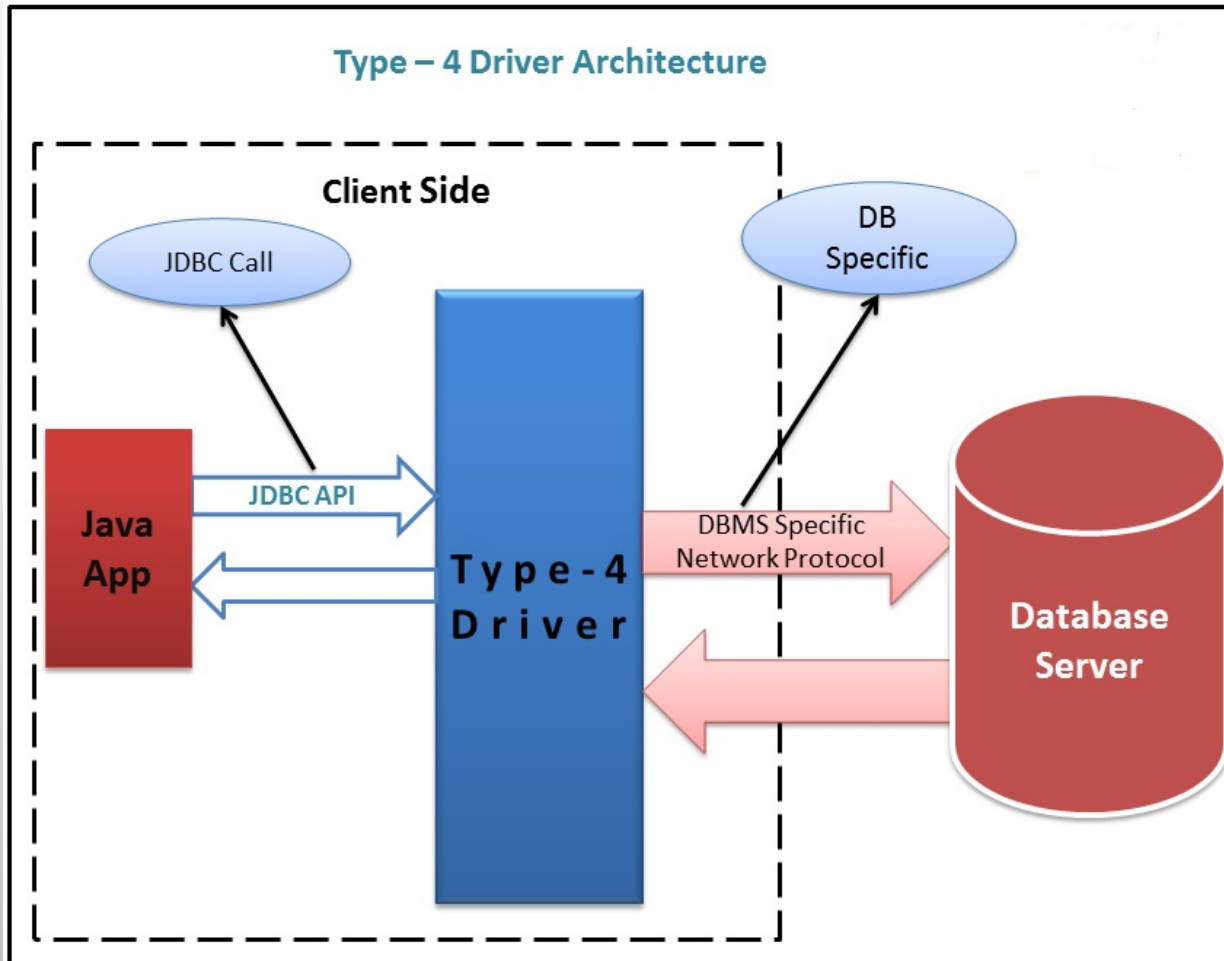 Type – 4 Driver Architecture
Client Side
JDBC Call
DB
Specific
Java
App
JDBC API
Type-4
Driver
DBMS Specific
Network Protocol
Database
Server